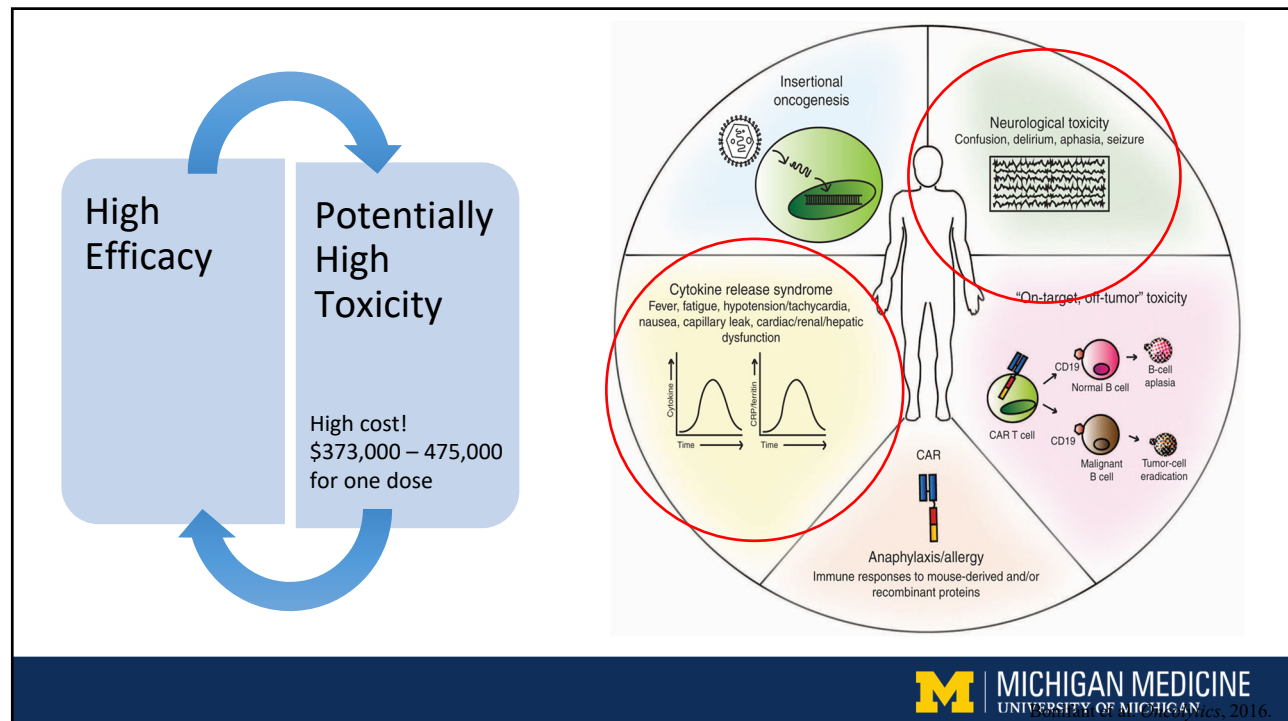 High
Efficacy
Potentially
High
Toxicity
High cost!
$373,000 – 475,000
for one dose
Insertional
oncogenesis
Neurological toxicity
Confusion, delirium, aphasia, seizure
Cytokine release syndrome
Fever, fatigue, hypotension/tachycardia,
nausea, capillary leak, cardiac/renal/hepatic
dysfunction
Cytokine
Time
CRP/ferritin
Time
"On-target, off-tumor" toxicity
CD19
Normal B cell
B-cell
aplasia
CAR T cell
CD19
Malignant
B cell
Tumor-cell
eradication
CAR
Anaphylaxis/allergy
Immune responses to mouse-derived and/or
recombinant proteins
M
MICHIGAN MEDICINE
UNIVERSITY OF MICHIGAN
et al. 2016.